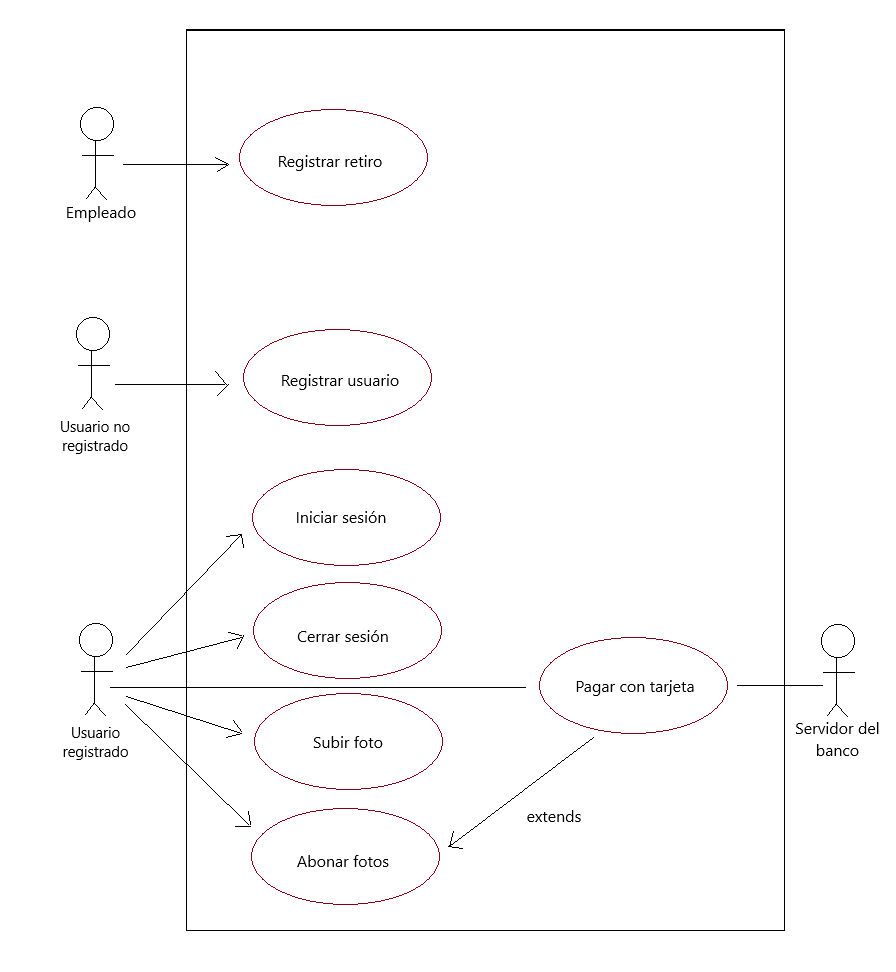 Registrar retiro
Empleado
Registrar usuario
Usuario no
registrado
Iniciar sesión
Cerrar sesión
Pagar con tarjeta
Usuario
registrado
Servidor del
banco
Subir foto
extends
Abonar fotos